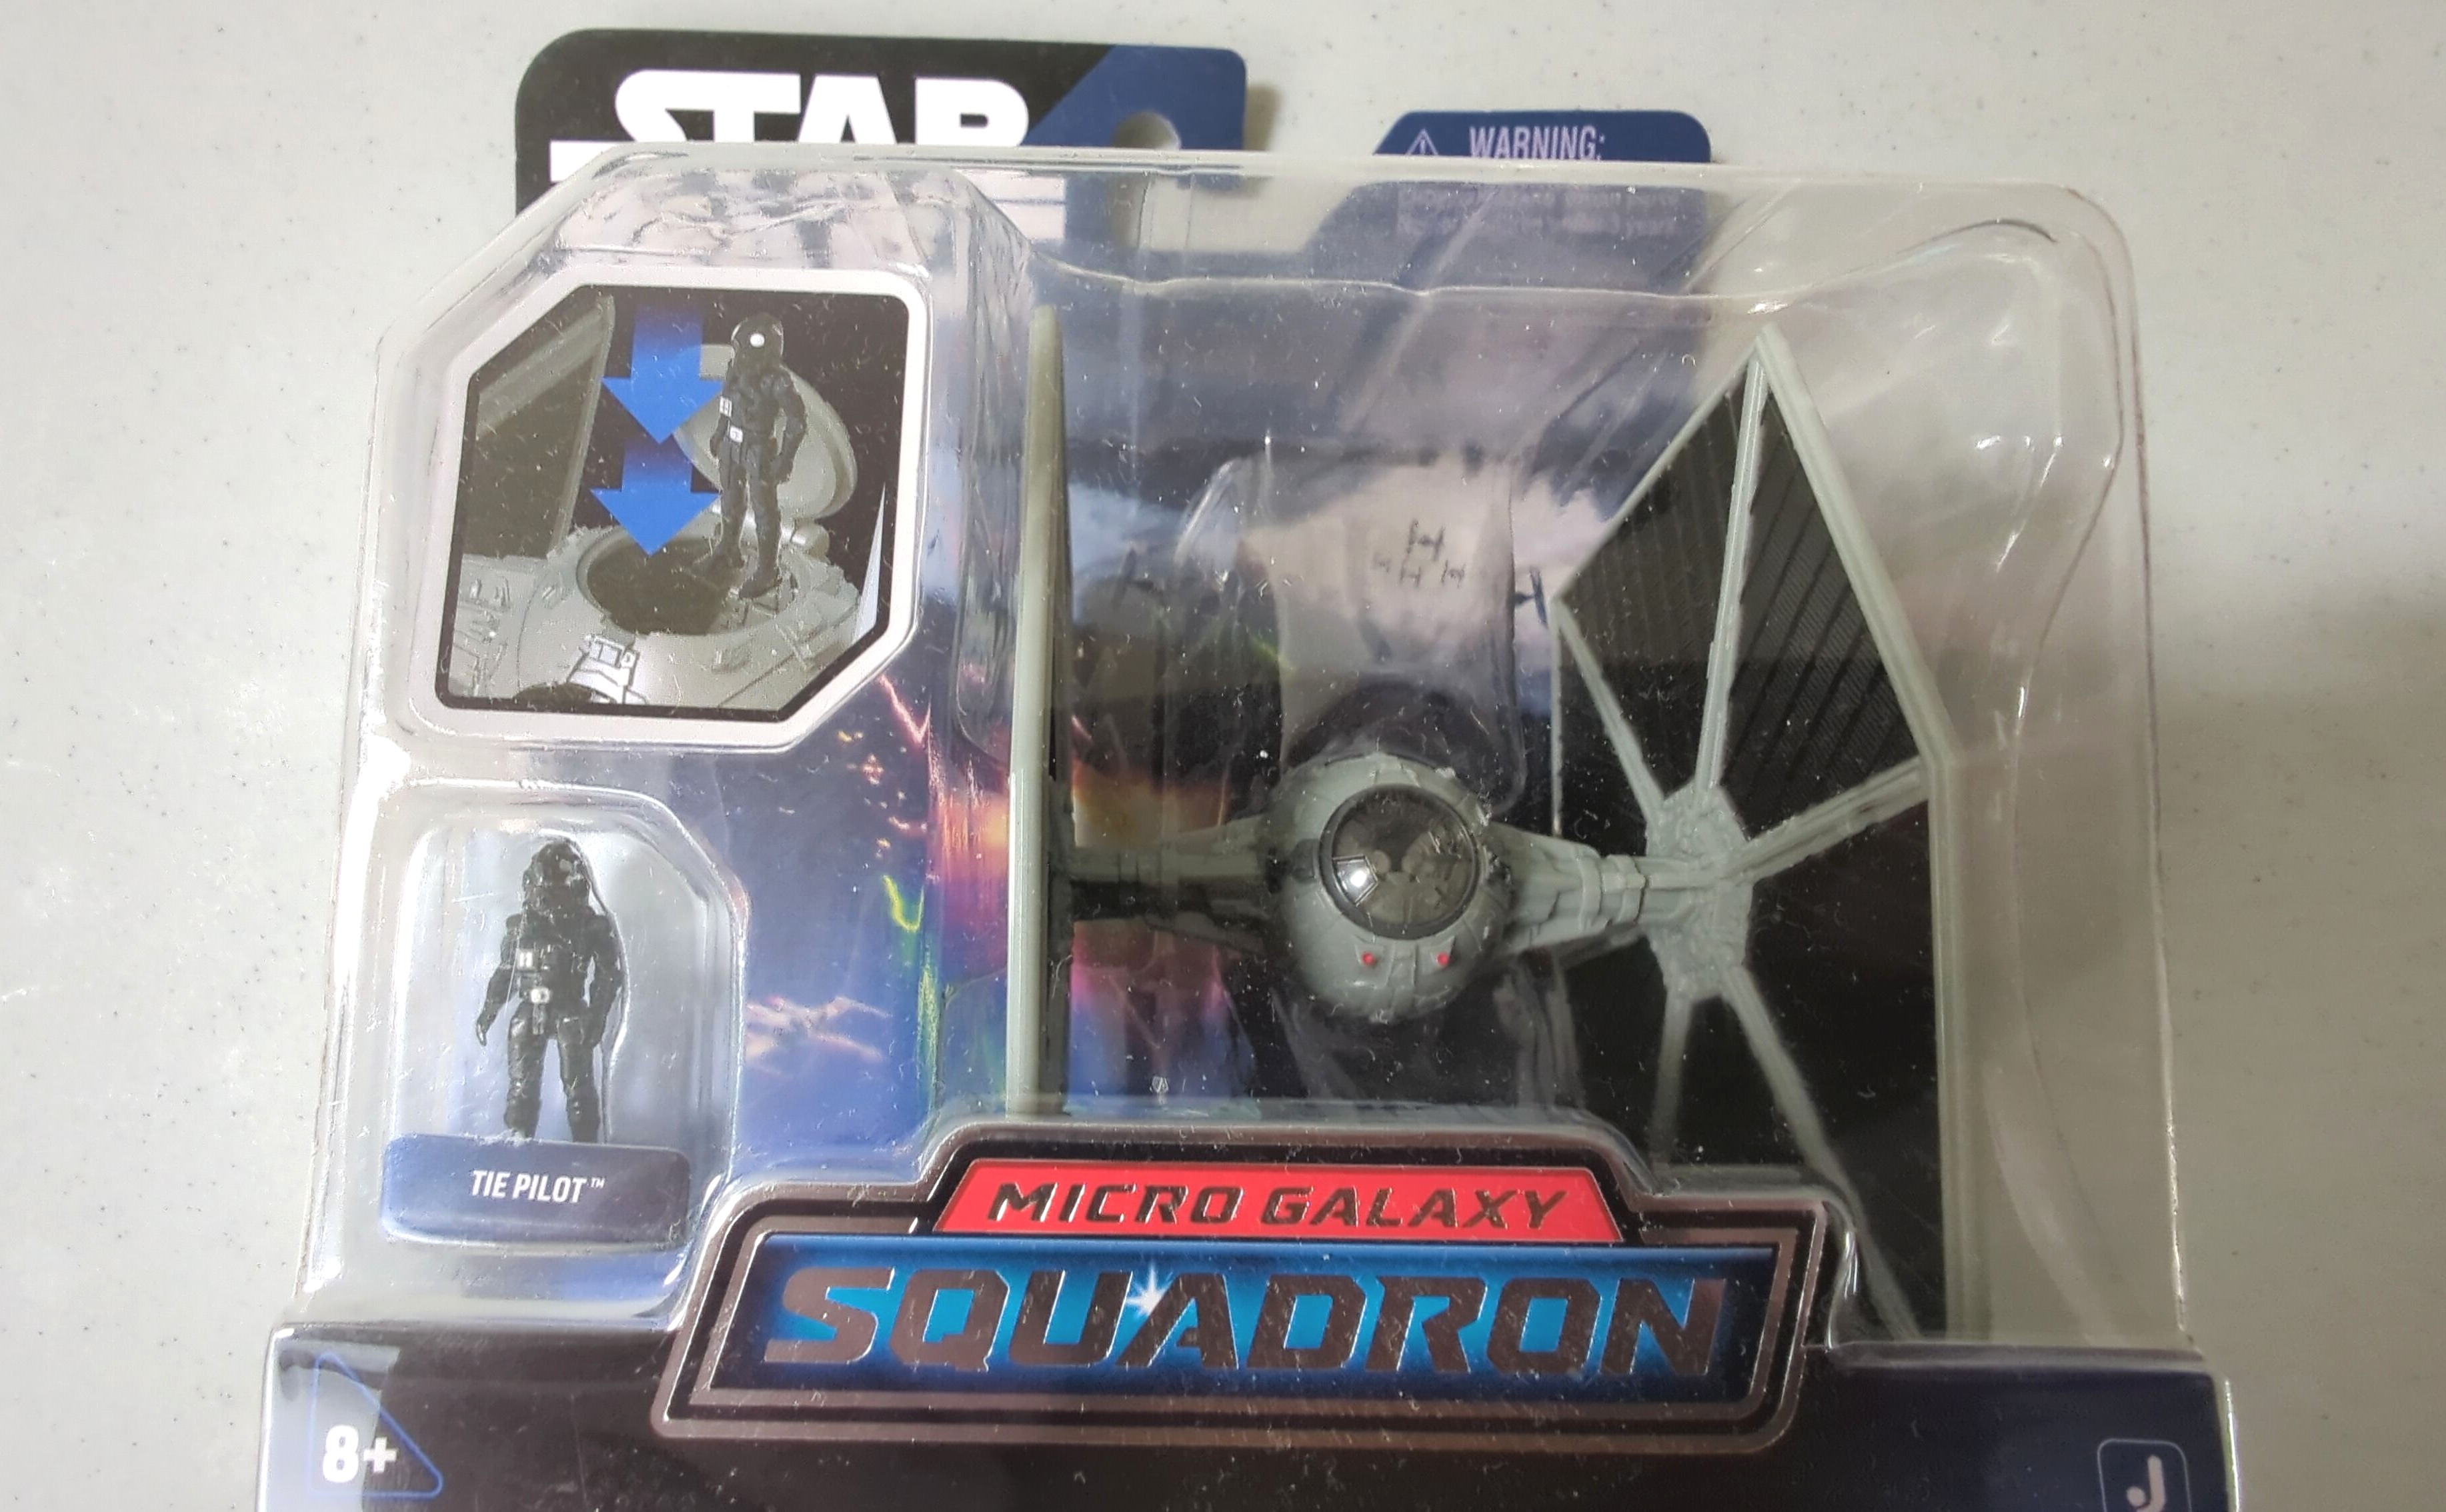 STAR
WARNING:
TIE PILOT™
MICRO GALAXY
SQUADRON
8+